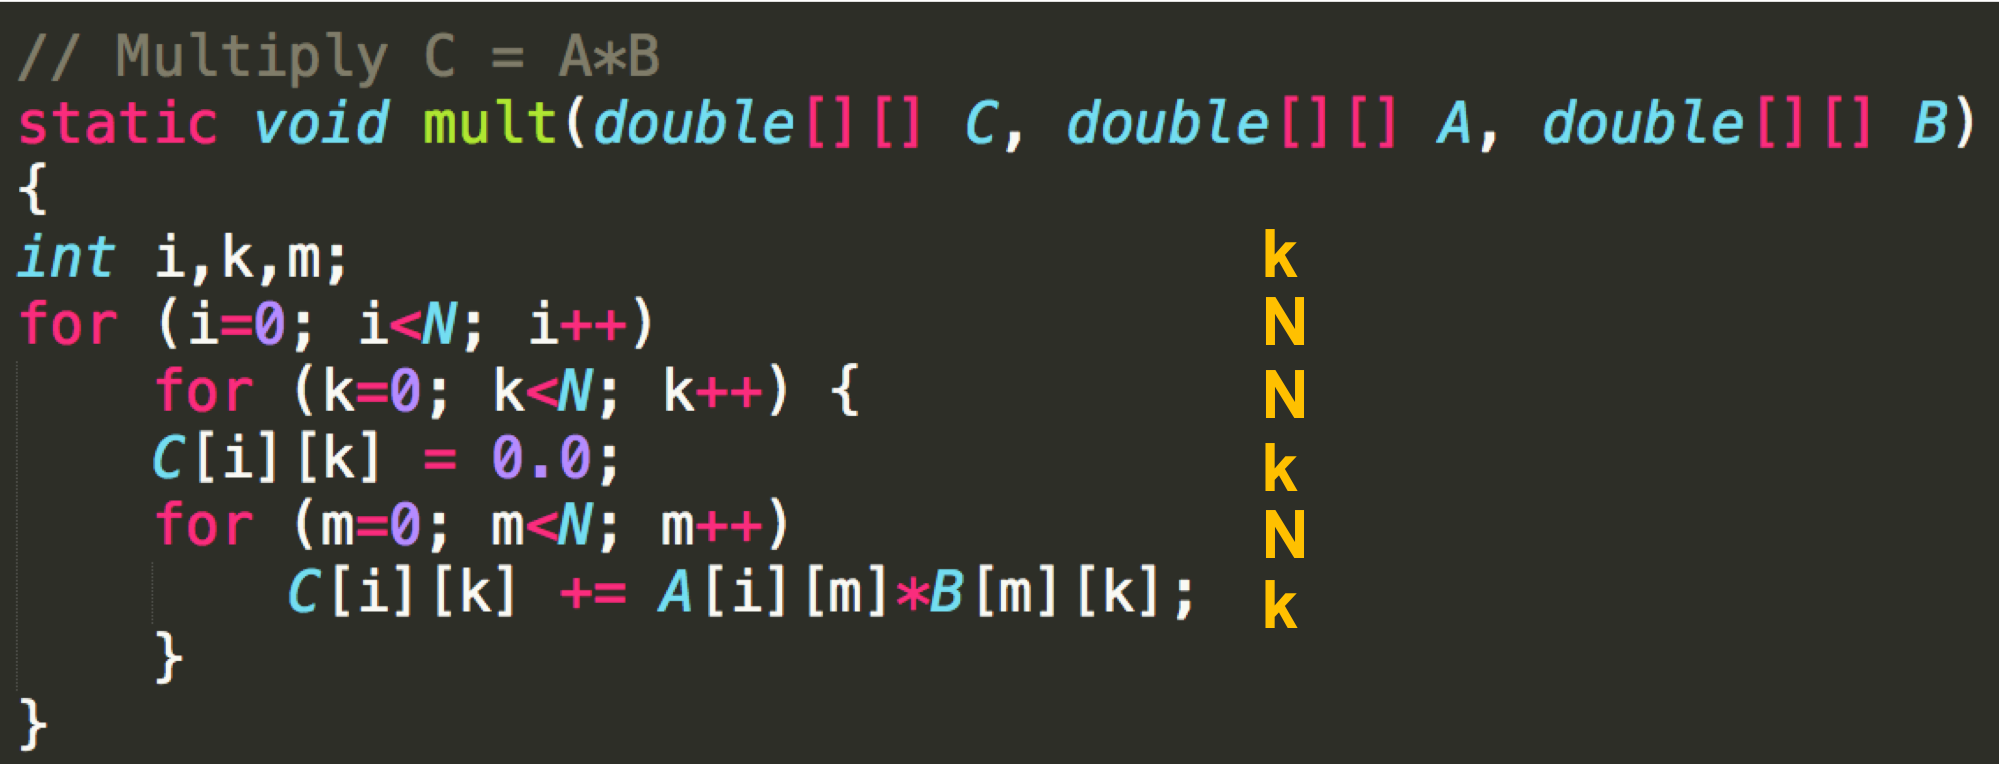 // Multiply C = A*B
static void mult(double[][] C, double[][] A, double[][] B)
{
int i,k,m; k
for (i=0; i<N; i++) N
for (k=0; k<N; k++) { N
C[i][k] = 0.0; k
for (m=0; m<N; m++) N
C[i][k] += A[i][m]*B[m][k]; k
}
}